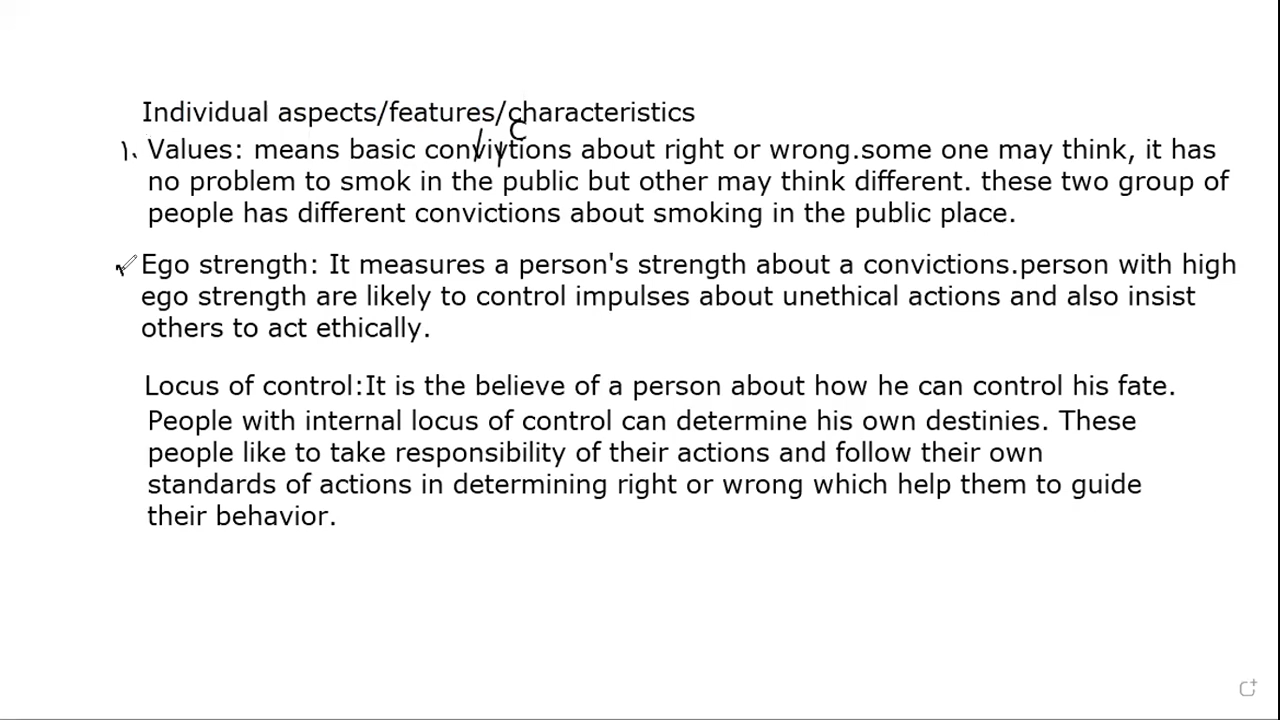 Individual aspects/features/characteristics
C
1. Values: means basic conviytions about right or wrong.some one may think, it has
no problem to smok in the public but other may think different. these two group of
people has different convictions about smoking in the public place.
Ego strength: It measures a person's strength about a convictions.person with high
ego strength are likely to control impulses about unethical actions and also insist
others to act ethically.
Locus of control:It is the believe of a person about how he can control his fate.
People with internal locus of control can determine his own destinies. These
people like to take responsibility of their actions and follow their own
standards of actions in determining right or wrong which help them to guide
their behavior.